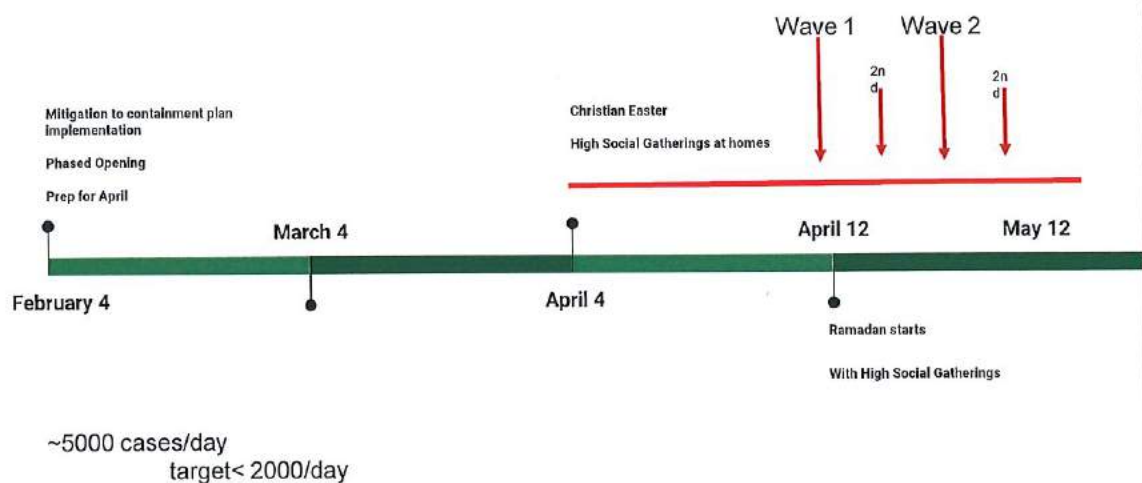 Wave 1
Wave 2
2n
d
2n
d
Mitigation to containment plan
implementation
Phased Opening
Prep for April
Christian Easter
High Social Gatherings at homes
March 4
April 12
May 12
February 4
April 4
Ramadan starts
With High Social Gatherings
~5000 cases/day
target< 2000/day